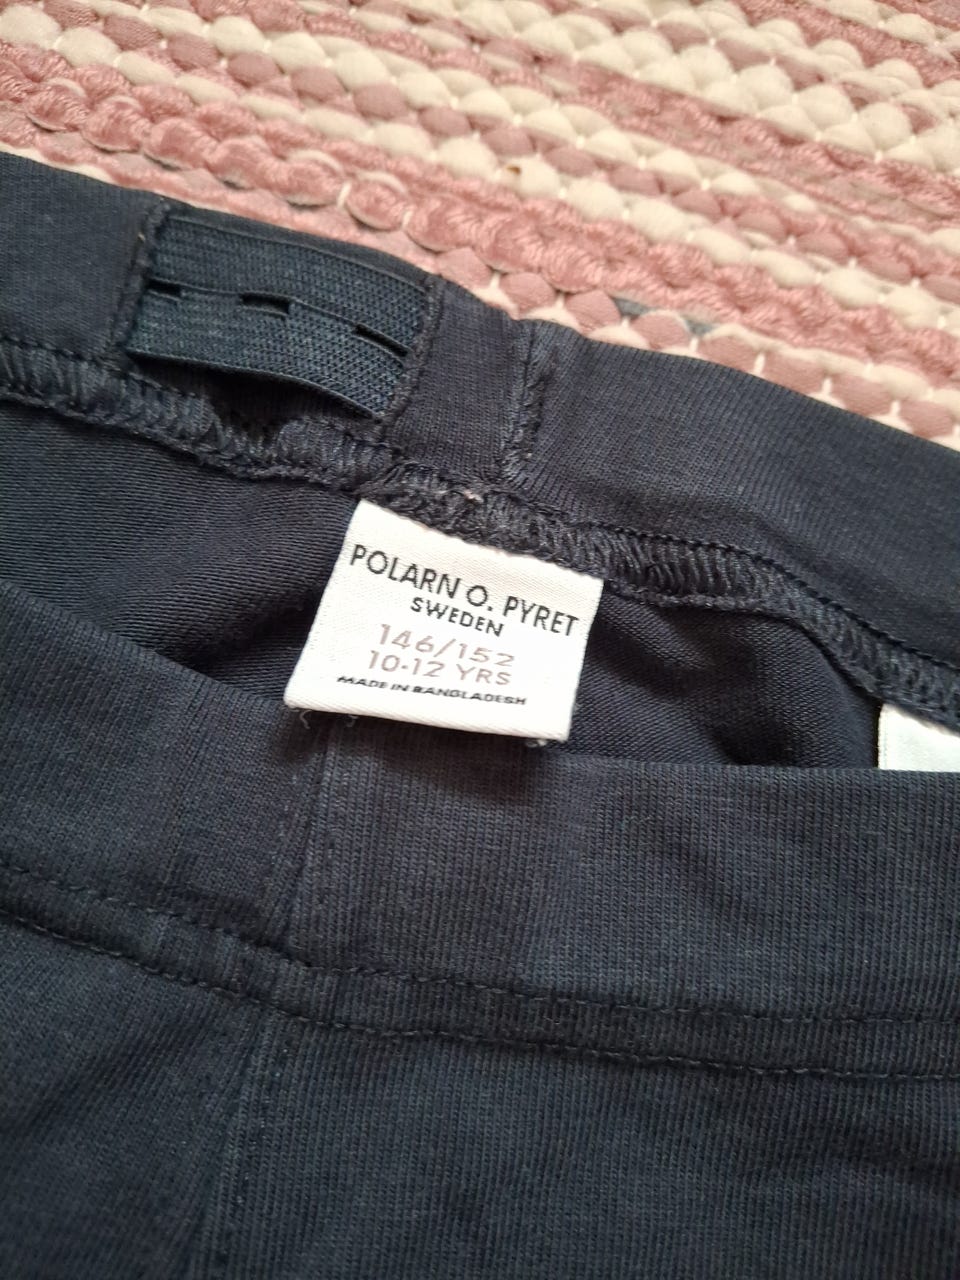 POLARN O. PYRET
SWEDEN
146/152
10-12 YRS
MADE IN BANGLADESH